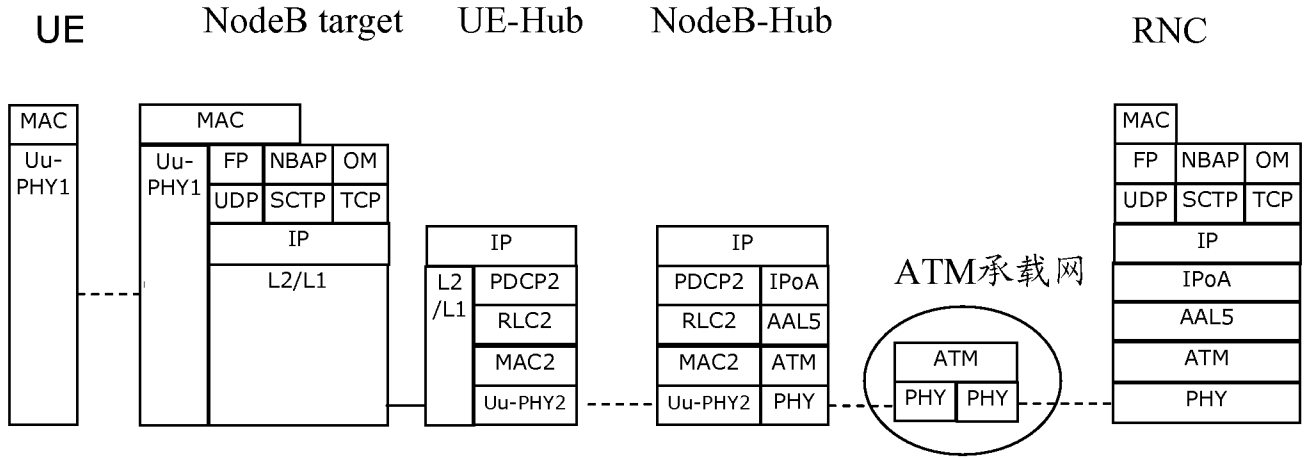 UE
NodeB target
UE-Hub
NodeB-Hub
RNC
MAC
Uu-
PHY1
MAC
Uu-
PHY1
FP NBAP OM
UDP SCTP TCP
IP
L2/L1
IP
L2
/L1
PDCP2
RLC2
MAC2
Uu-PHY2
IP
PDCP2 IPoA
RLC2 AAL5
MAC2 ATM
Uu-PHY2 PHY
ATM承载网
ATM
PHY PHY
MAC
FP NBAP OM
UDP SCTP TCP
IP
IPoA
AAL5
ATM
PHY